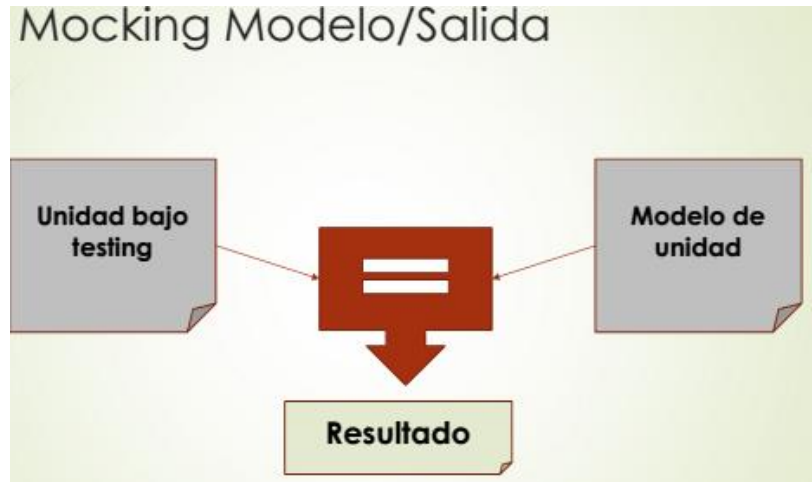 Mocking Modelo/Salida
Unidad bajo
testing
Modelo de
unidad
Resultado